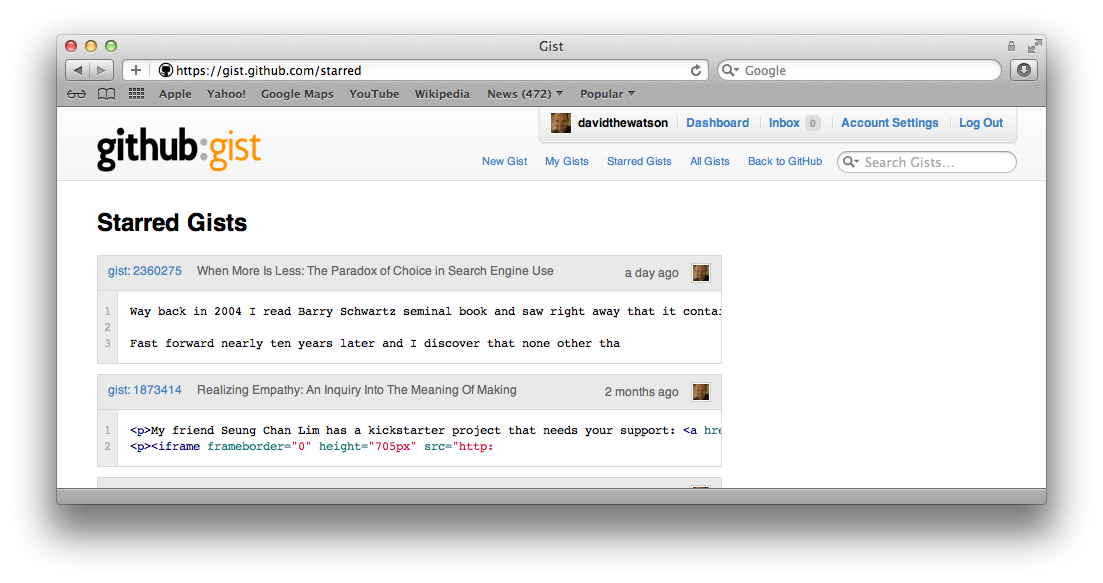 Gist
https://gist.github.com/starred
Google
Apple Yahoo! Google Maps YouTube Wikipedia News (472) Popular
github:gist
davidthewatson Dashboard Inbox 0 Account Settings Log Out
New Gist My Gists Starred Gists All Gists Back to GitHub Search Gists...
Starred Gists
gist: 2360275 When More Is Less: The Paradox of Choice in Search Engine Use a day ago
1 Way back in 2004 I read Barry Schwartz seminal book and saw right away that it contai
2
3 Fast forward nearly ten years later and I discover that none other tha
gist: 1873414 Realizing Empathy: An Inquiry Into The Meaning Of Making 2 months ago
1 <p>My friend Seung Chan Lim has a kickstarter project that needs your support: <a hre
2 <p><iframe frameborder="0" height="705px" src="http: